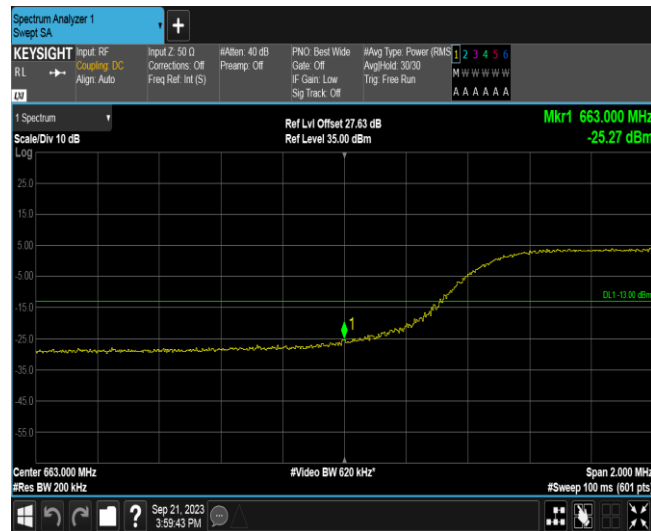 Spectrum Analyzer 1
Swept SA
+
KEYSIGHT
RL
LXI
Input: RF
Coupling: DC
Align: Auto
Input Z: 50 Ω
Corrections: Off
Freq Ref: Int (S)
#Atten: 40 dB
Preamp: Off
PNO: Best Wide
Gate: Off
IF Gain: Low
Sig Track: Off
#Avg Type: Power (RMS
Avg|Hold: 30/30
Trig: Free Run
1 2 3 4 5 6
M W W W W W
A A A A A A
1 Spectrum
Scale/Div 10 dB
Log
Ref Lvl Offset 27.63 dB
Ref Level 35.00 dBm
Mkr1 663.000 MHz
-25.27 dBm
25.0
15.0
5.00
-5.00
-15.0
-25.0
-35.0
-45.0
-55.0
DL1 -13.00 dBm
1
Center 663.000 MHz
#Res BW 200 kHz
#Video BW 620 kHz*
Span 2.000 MHz
#Sweep 100 ms (601 pts)
?
Sep 21, 2023
3:59:43 PM